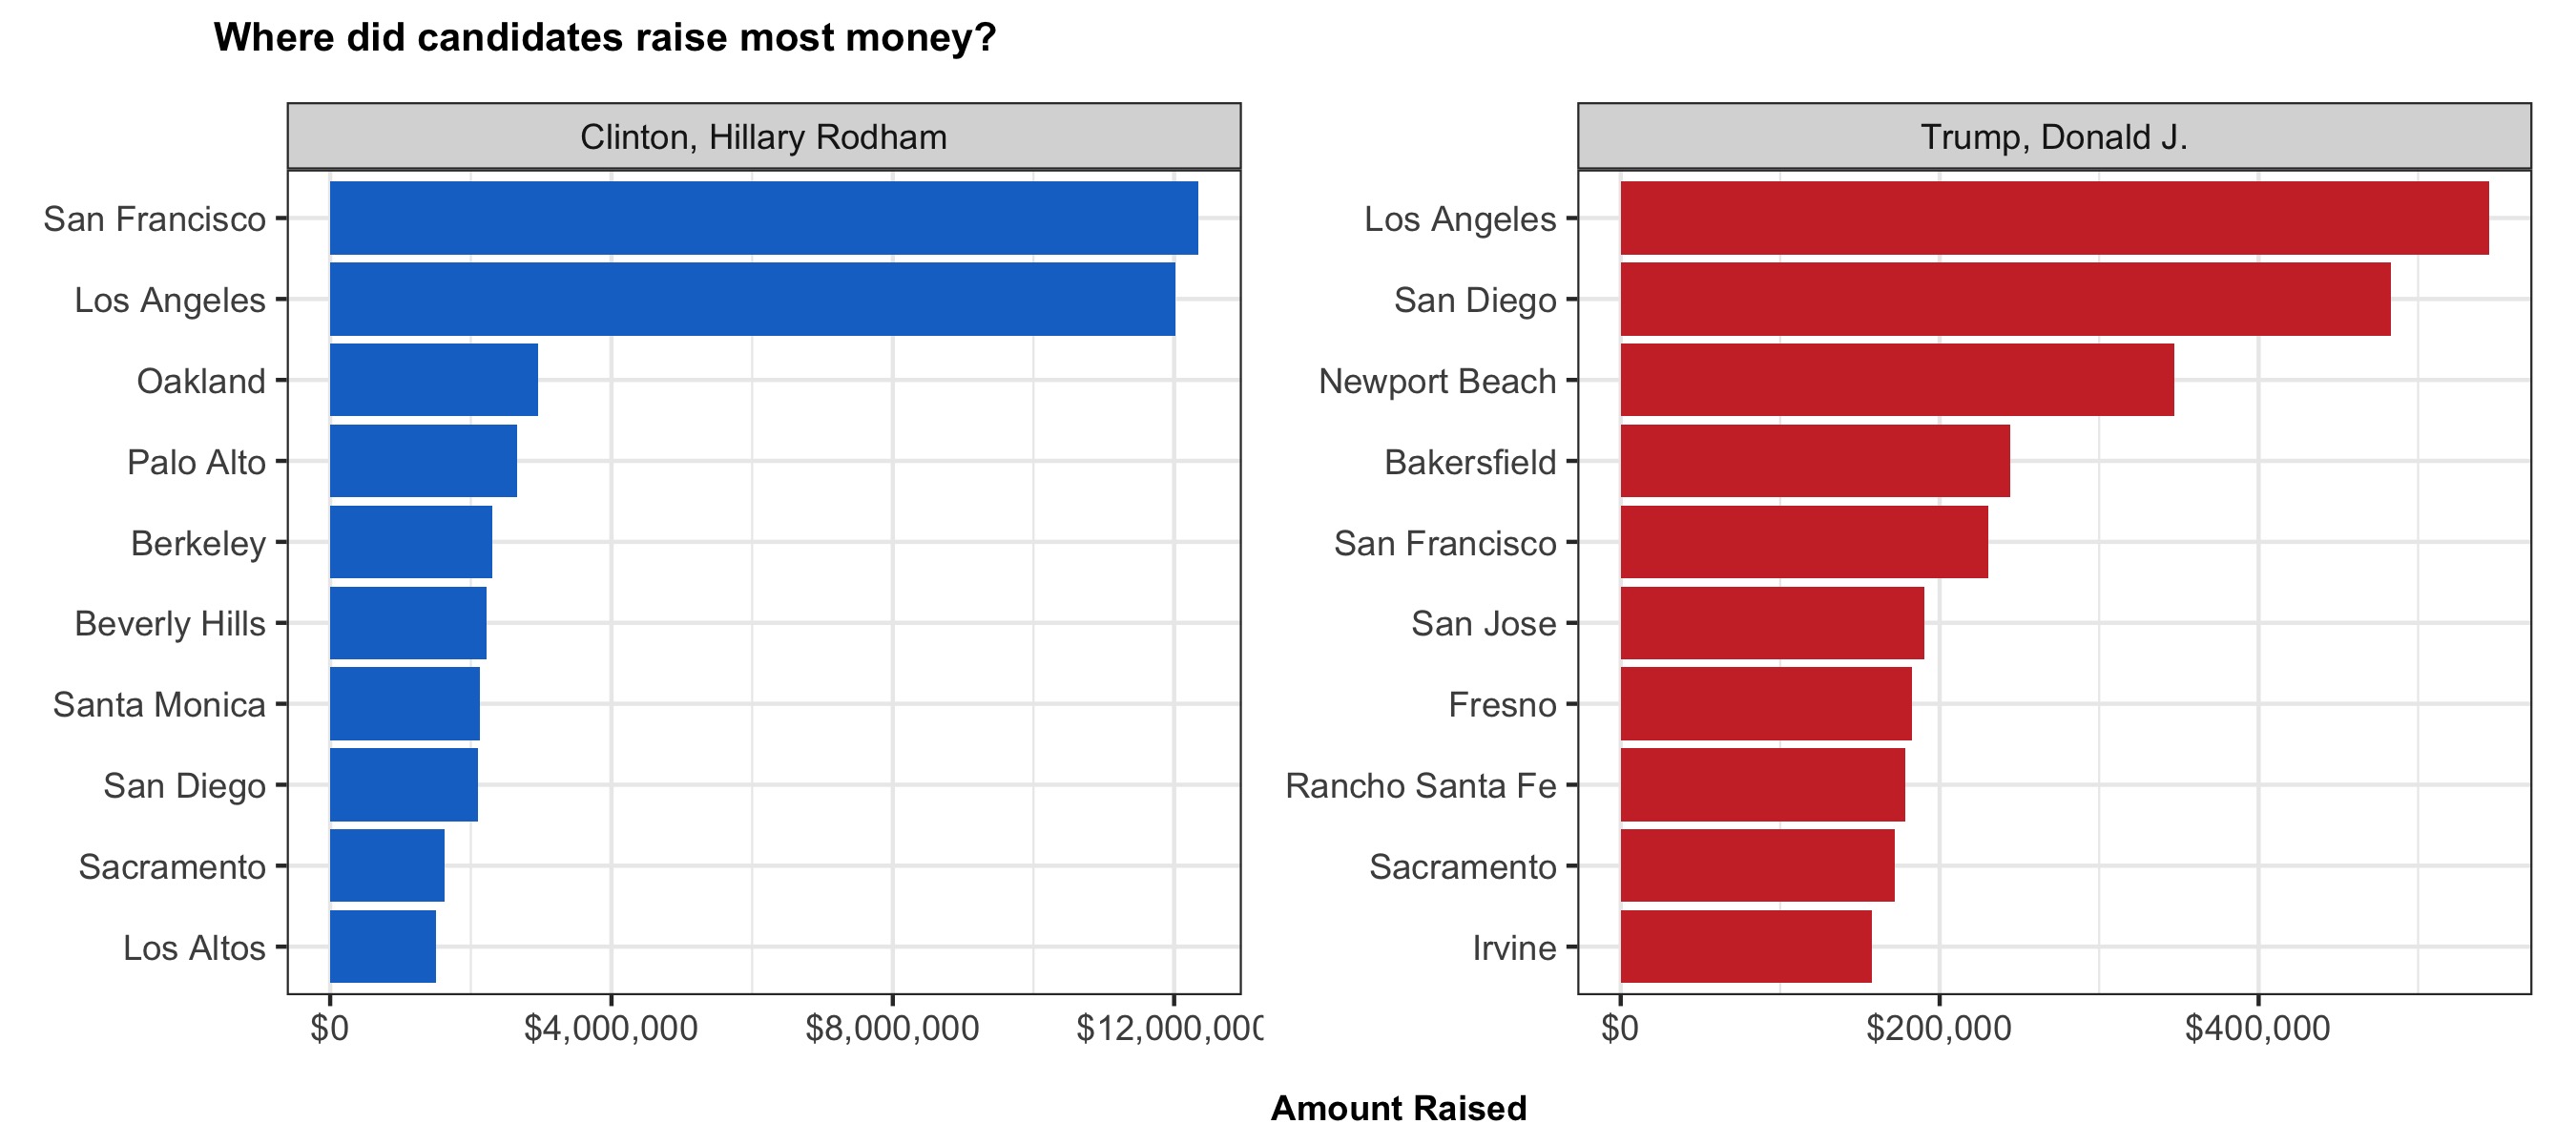 Where did candidates raise most money?
Clinton, Hillary Rodham
San Francisco
Los Angeles
Oakland
Palo Alto
Berkeley
Beverly Hills
Santa Monica
San Diego
Sacramento
Los Altos
$0
$4,000,000
$8,000,000
$12,000,000
Trump, Donald J.
Los Angeles
San Diego
Newport Beach
Bakersfield
San Francisco
San Jose
Fresno
Rancho Santa Fe
Sacramento
Irvine
$0
$200,000
$400,000
Amount Raised